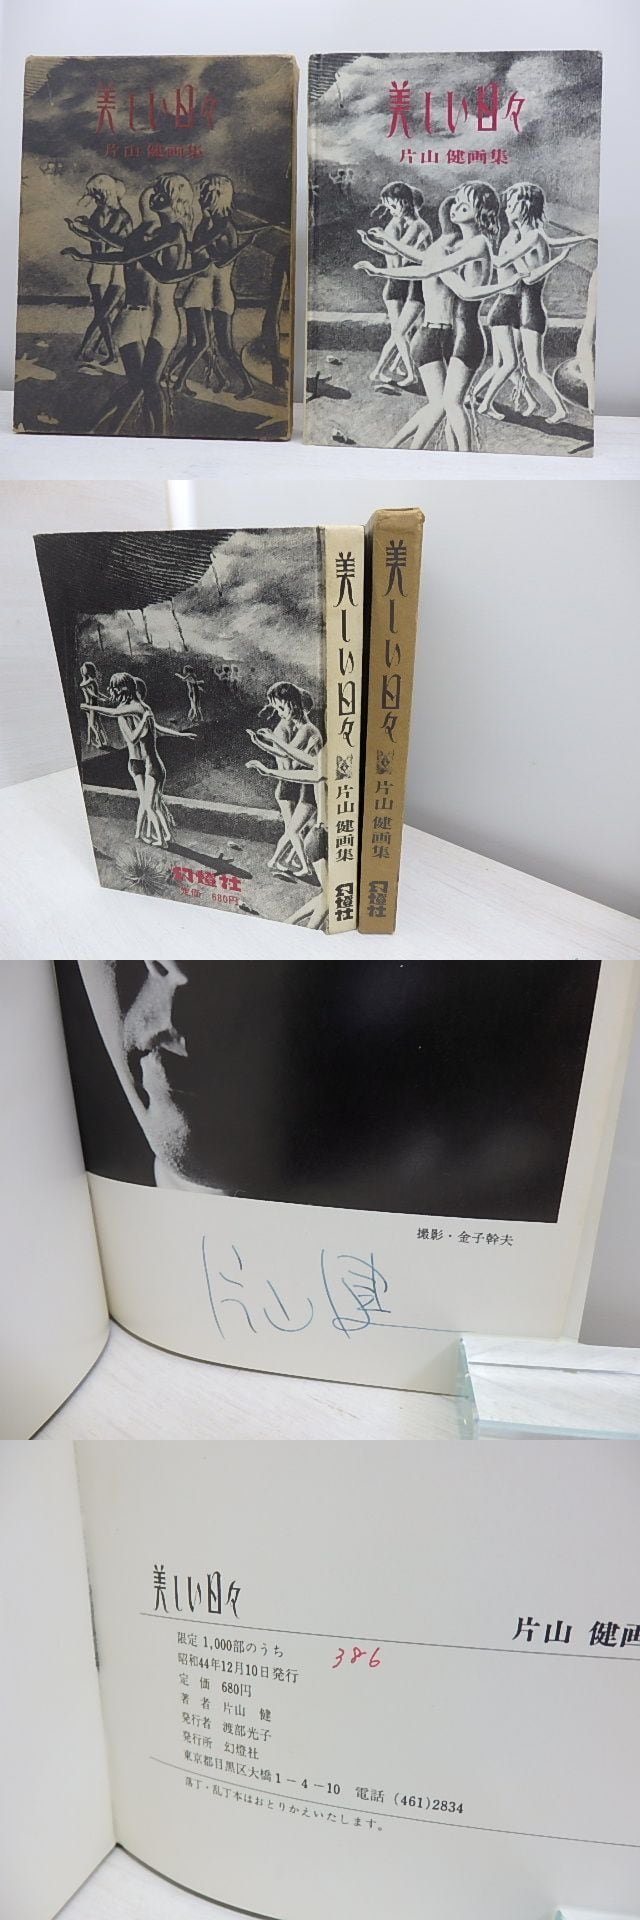 美しい日々
片山 健画集
美しい日々
片山 健画集
幻燈社
定価 680円
美しい日々
片山 健画集
幻燈社
美しい日々
片山 健画集
幻燈社
撮影・金子幹夫
片山健
美しい日々
片山 健画
限定 1,000部のうち 386
昭和44年12月10日発行
定 価 680円
著 者 片山 健
発行者 渡部光子
発行所 幻燈社
東京都目黒区大橋1-4-10 電話 (461)2834
落丁・乱丁本はおとりかえいたします。